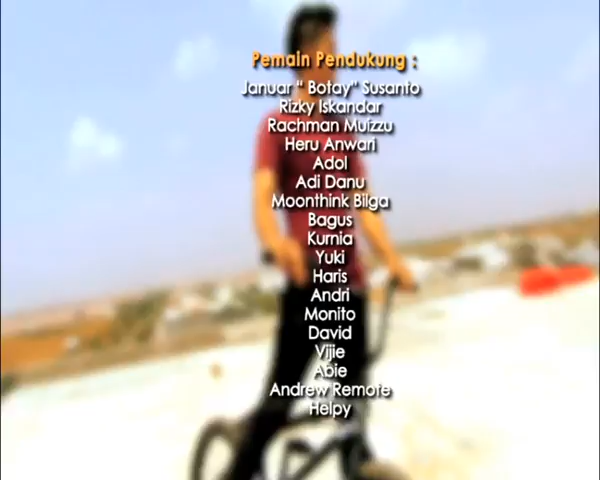 Pemain Pendukung :
Januar “ Botay” Susanto
Rizky Iskandar
Rachman Muizzu
Heru Anwari
Adol
Adi Danu
Moonthink Bilga
Bagus
Kurnia
Yuki
Haris
Andri
Monito
David
Vijie
Abie
Andrew Remote
Helpy